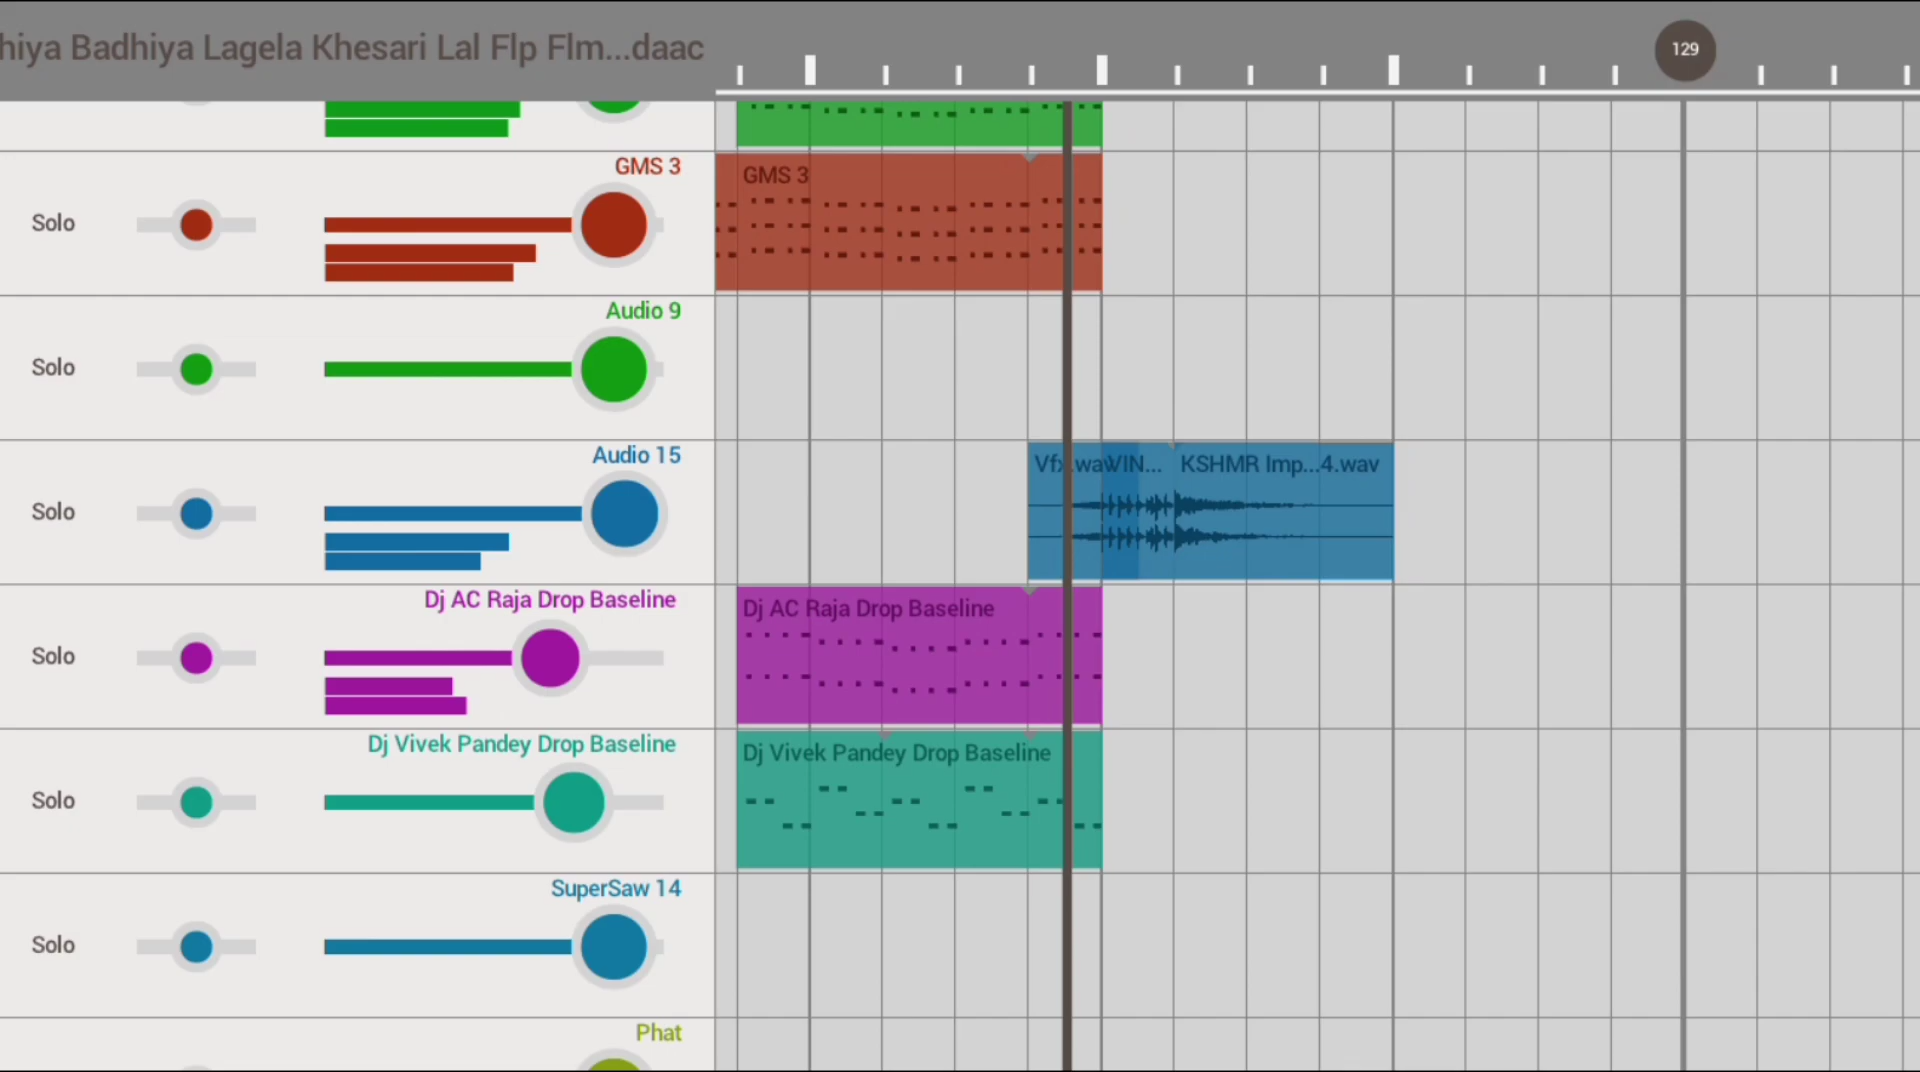 hiya Badhiya Lagela Khesari Lal Flp Flm...daac
129
GMS 3
GMS 3
Solo
Audio 9
Solo
Audio 15
Vfx.wav
VIN...
KSHMR Imp...4.wav
Solo
Dj AC Raja Drop Baseline
Dj AC Raja Drop Baseline
Solo
Dj Vivek Pandey Drop Baseline
Dj Vivek Pandey Drop Baseline
Solo
SuperSaw 14
Solo
Phat